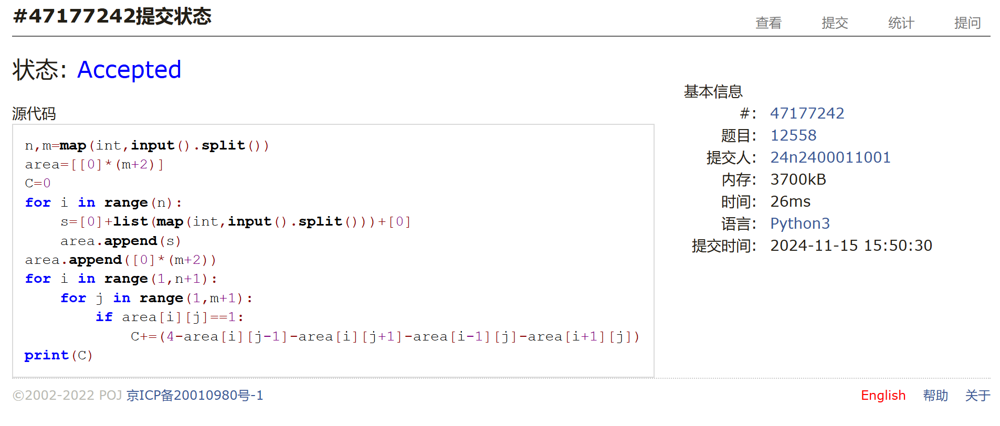 #47177242提交状态
查看 提交 统计 提问
状态: Accepted
源代码
n,m=map(int,input().split())
area=[[0]*(m+2)]
C=0
for i in range(n):
    s=[0]+list(map(int,input().split()))+[0]
    area.append(s)
area.append([0]*(m+2))
for i in range(1,n+1):
    for j in range(1,m+1):
        if area[i][j]==1:
            C+=(4-area[i][j-1]-area[i][j+1]-area[i-1][j]-area[i+1][j])
print(C)
基本信息
#: 47177242
题目: 12558
提交人: 24n2400011001
内存: 3700kB
时间: 26ms
语言: Python3
提交时间: 2024-11-15 15:50:30
©2002-2022 POJ 京ICP备20010980号-1
English 帮助 关于